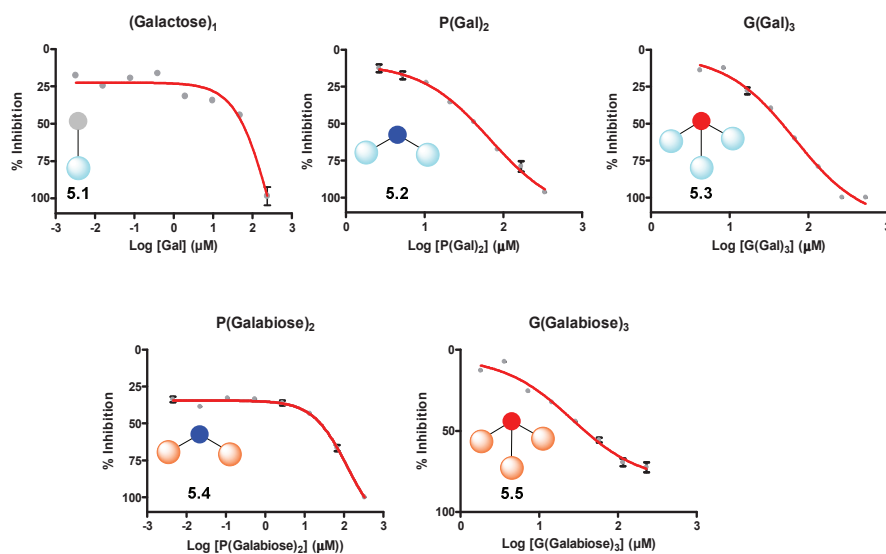 (Galactose)₁
0
25
50
75
100
% Inhibition
5.1
-3 -2 -1 0 1 2 3
Log [Gal] (µM)
P(Gal)₂
0
25
50
75
100
% Inhibition
5.2
0 1 2 3
Log [P(Gal)₂] (µM)
G(Gal)₃
0
25
50
75
100
% Inhibition
5.3
0 1 2 3
Log [G(Gal)₃] (µM)
P(Galabiose)₂
0
25
50
75
100
% Inhibition
5.4
-3 -2 -1 0 1 2 3
Log [P(Galabiose)₂] (µM))
G(Galabiose)₃
0
25
50
75
100
% Inhibition
5.5
0 1 2 3
Log [G(Galabiose)₃] (µM)